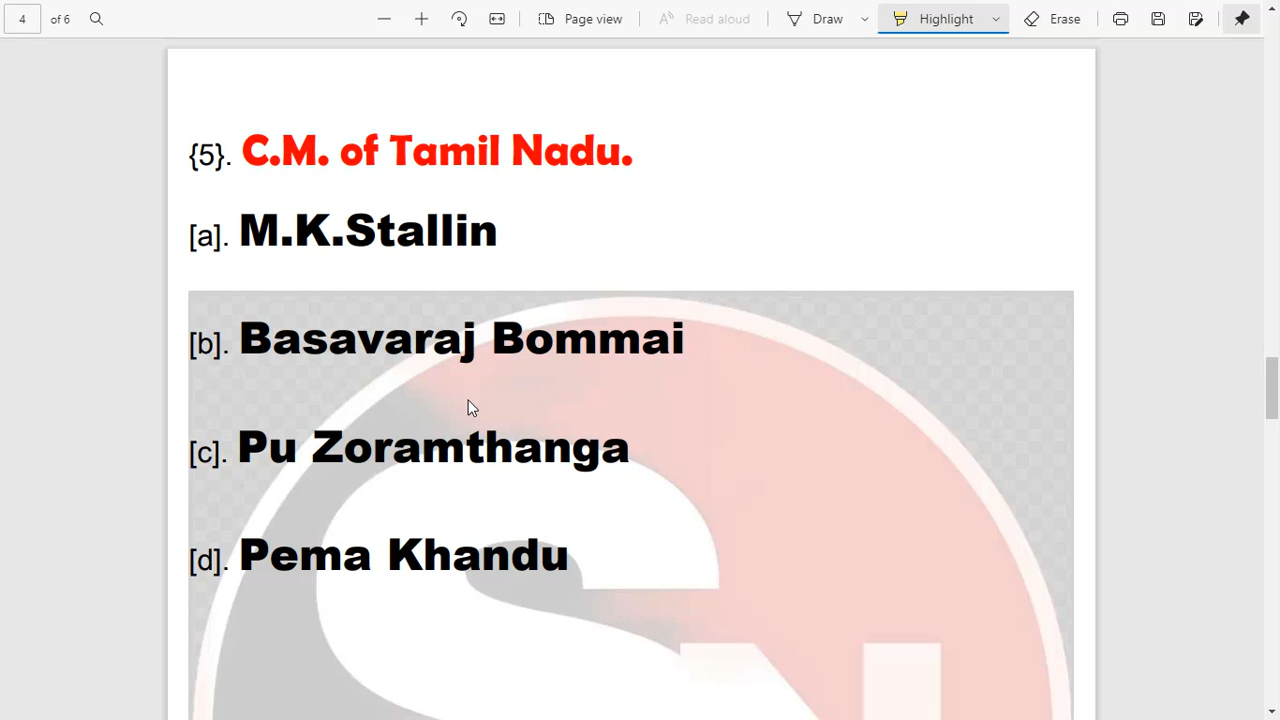 4 of 6 Page view Read aloud Draw Highlight Erase
{5}. C.M. of Tamil Nadu.
[a]. M.K.Stallin
[b]. Basavaraj Bommai
[c]. Pu Zoramthanga
[d]. Pema Khandu